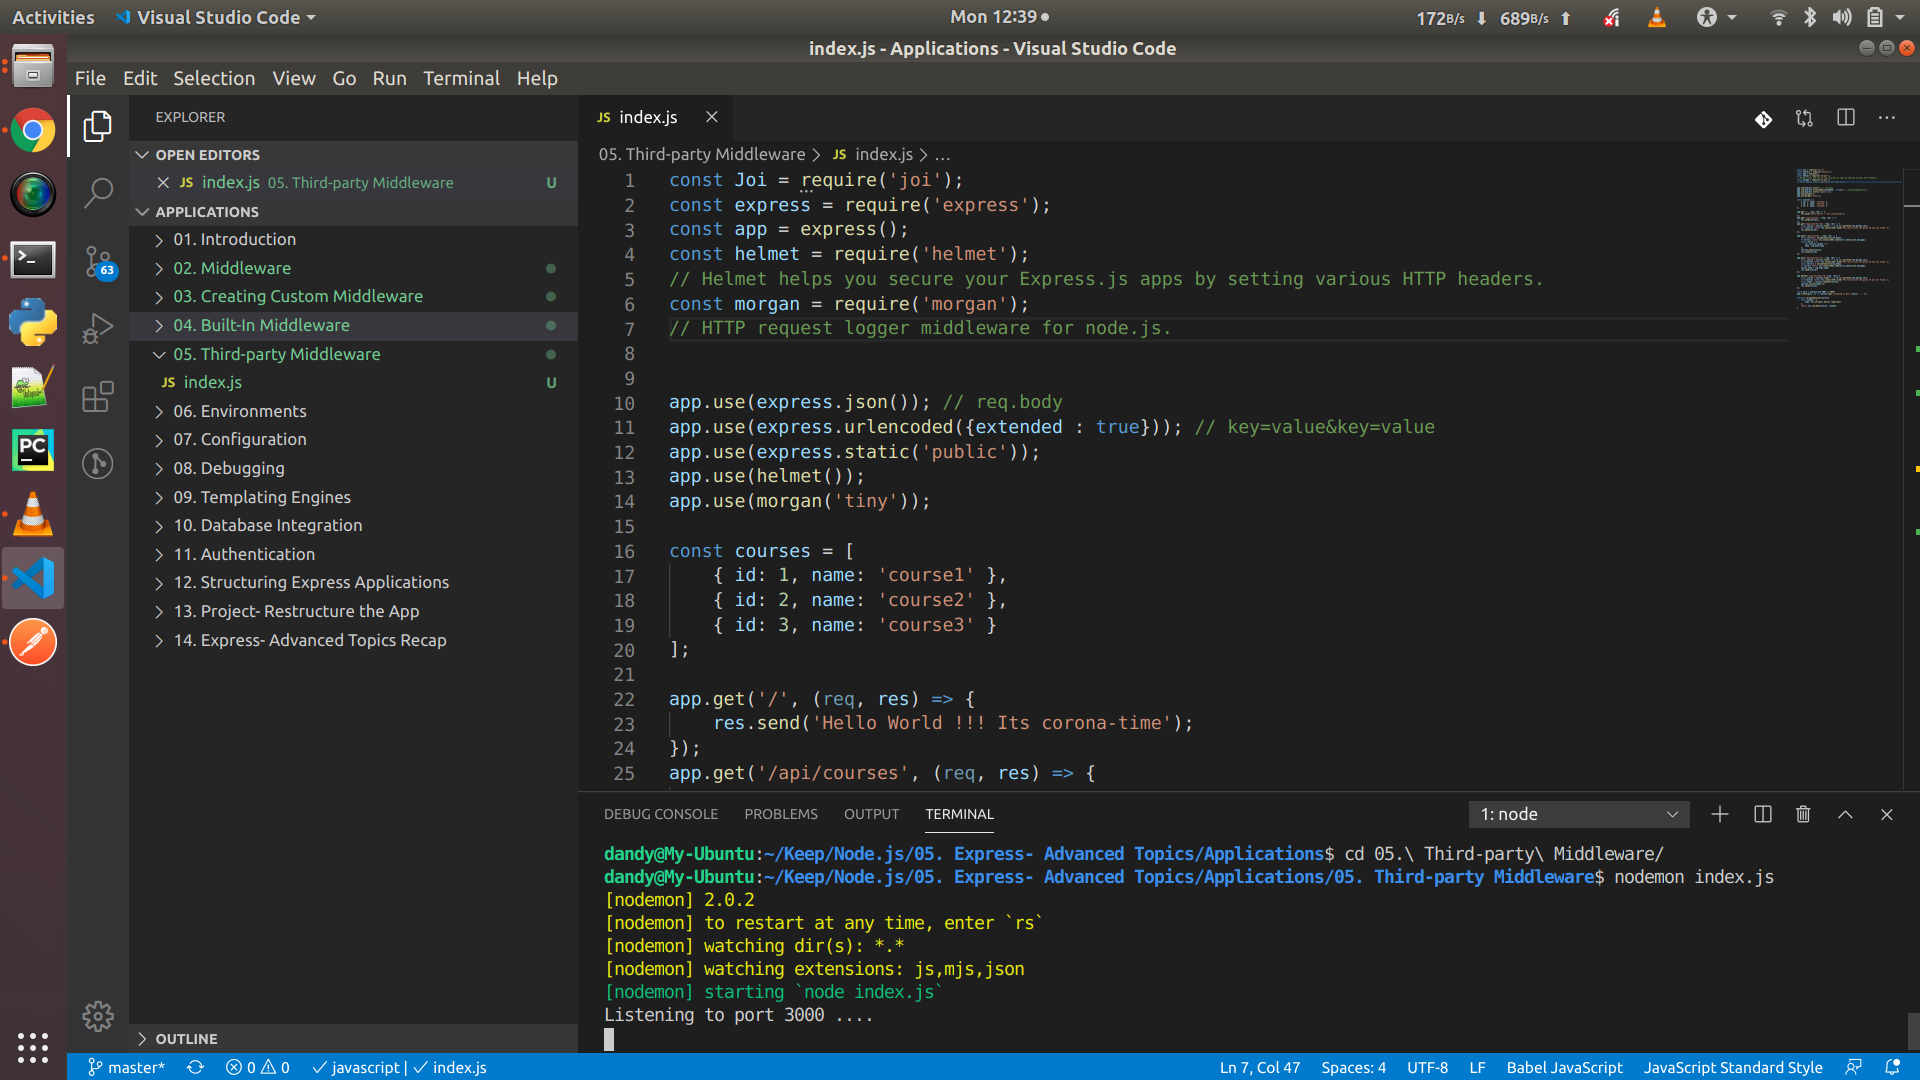 Activities Visual Studio Code Mon 12:39 172B/s 689B/s
index.js - Applications - Visual Studio Code
File Edit Selection View Go Run Terminal Help
EXPLORER
OPEN EDITORS
JS index.js 05. Third-party Middleware U
APPLICATIONS
01. Introduction
02. Middleware
03. Creating Custom Middleware
04. Built-In Middleware
05. Third-party Middleware
JS index.js U
06. Environments
07. Configuration
08. Debugging
09. Templating Engines
10. Database Integration
11. Authentication
12. Structuring Express Applications
13. Project- Restructure the App
14. Express- Advanced Topics Recap
OUTLINE
63
PC
JS index.js
05. Third-party Middleware > JS index.js > ...
1 const Joi = require('joi');
2 const express = require('express');
3 const app = express();
4 const helmet = require('helmet');
5 // Helmet helps you secure your Express.js apps by setting various HTTP headers.
6 const morgan = require('morgan');
7 // HTTP request logger middleware for node.js.
8
9
10 app.use(express.json()); // req.body
11 app.use(express.urlencoded({extended : true})); // key=value&key=value
12 app.use(express.static('public'));
13 app.use(helmet());
14 app.use(morgan('tiny'));
15
16 const courses = [
17 { id: 1, name: 'course1' },
18 { id: 2, name: 'course2' },
19 { id: 3, name: 'course3' }
20 ];
21
22 app.get('/', (req, res) => {
23 res.send('Hello World !!! Its corona-time');
24 });
25 app.get('/api/courses', (req, res) => {
DEBUG CONSOLE PROBLEMS OUTPUT TERMINAL 1: node
dandy@My-Ubuntu:~/Keep/Node.js/05. Express- Advanced Topics/Applications$ cd 05.\ Third-party\ Middleware/
dandy@My-Ubuntu:~/Keep/Node.js/05. Express- Advanced Topics/Applications/05. Third-party Middleware$ nodemon index.js
[nodemon] 2.0.2
[nodemon] to restart at any time, enter `rs`
[nodemon] watching dir(s): *.*
[nodemon] watching extensions: js,mjs,json
[nodemon] starting `node index.js`
Listening to port 3000 ....
master* 0 0 javascript | index.js Ln 7, Col 47 Spaces: 4 UTF-8 LF Babel JavaScript JavaScript Standard Style